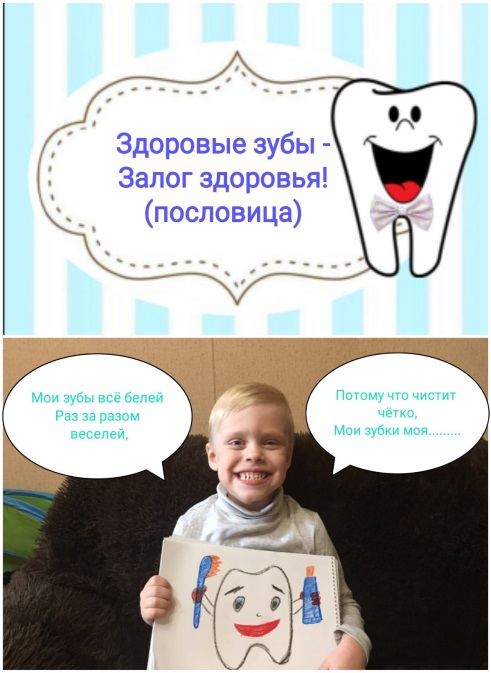 Здоровые зубы -
Залог здоровья!
(пословица)
Мои зубы всё белей
Раз за разом
веселей,
Потому что чистит
чётко,
Мои зубки моя.........